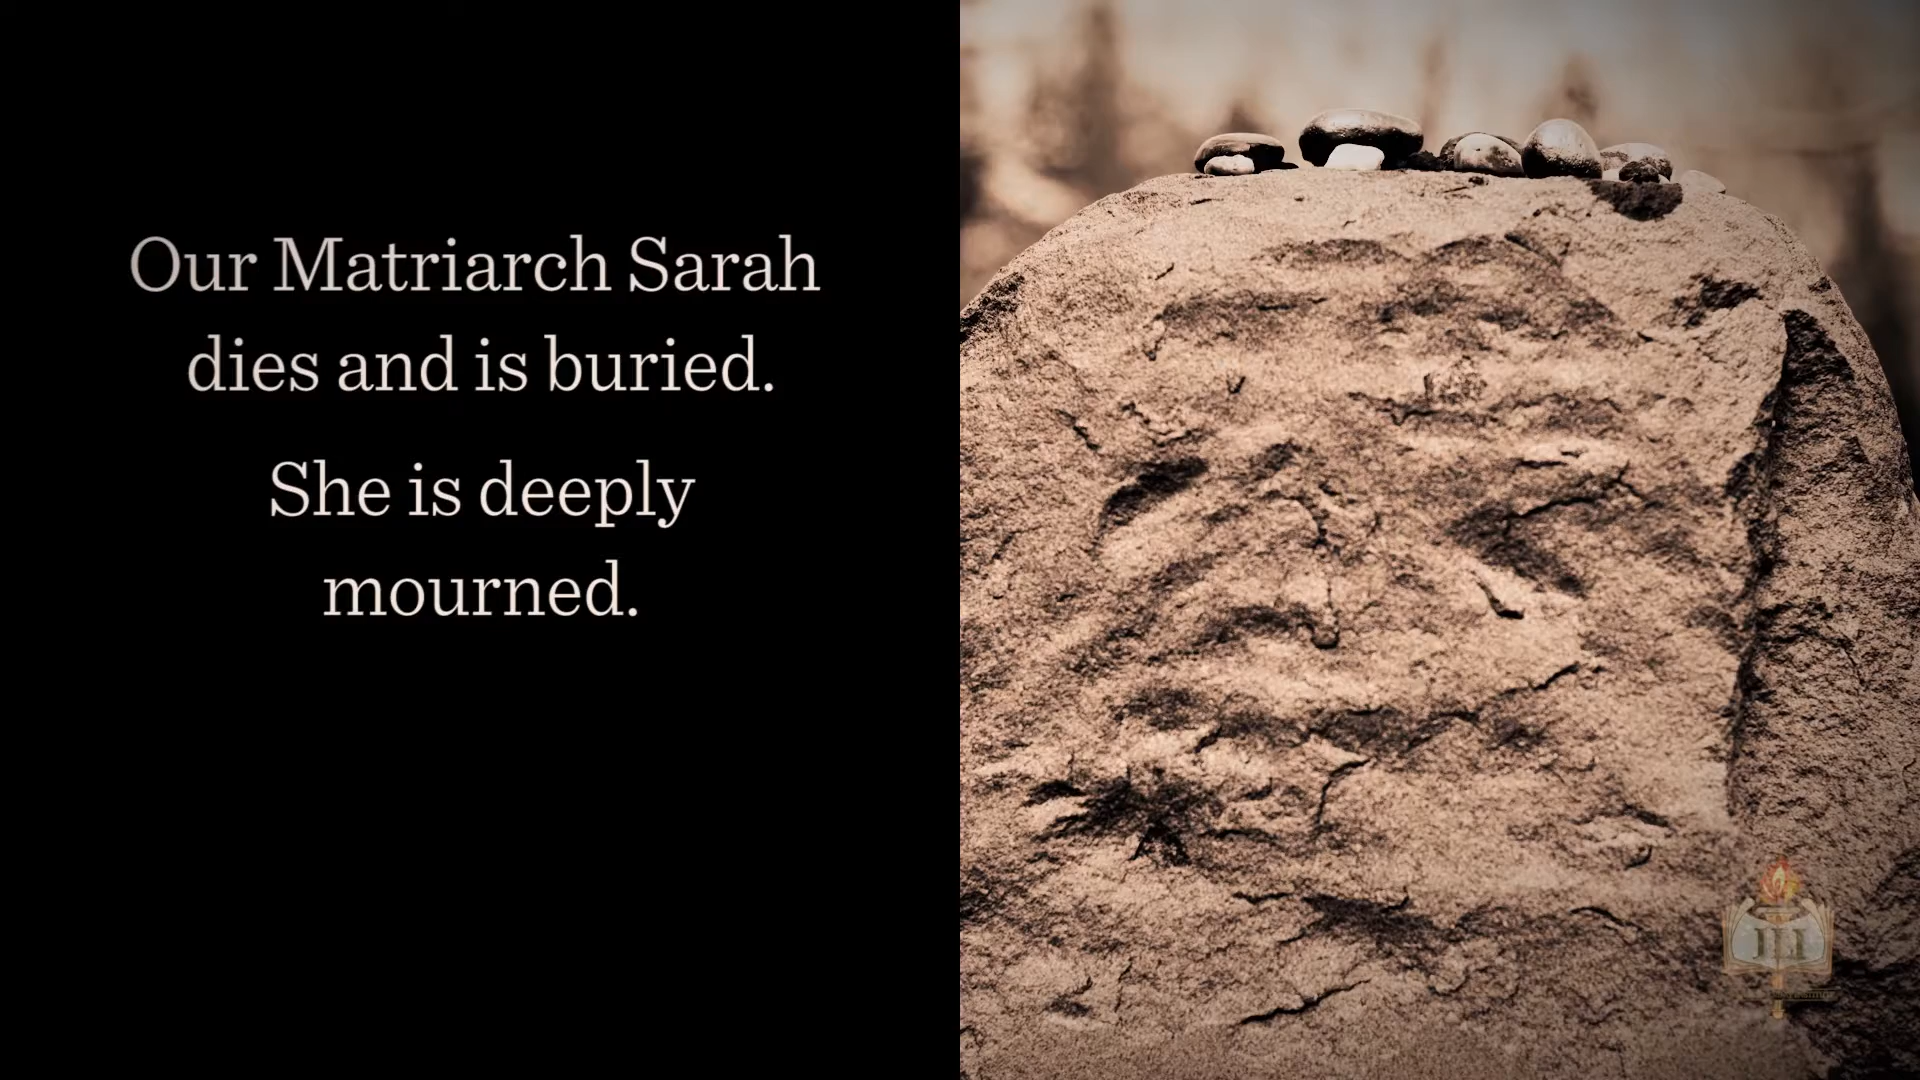 Our Matriarch Sarah
dies and is buried.
She is deeply
mourned.